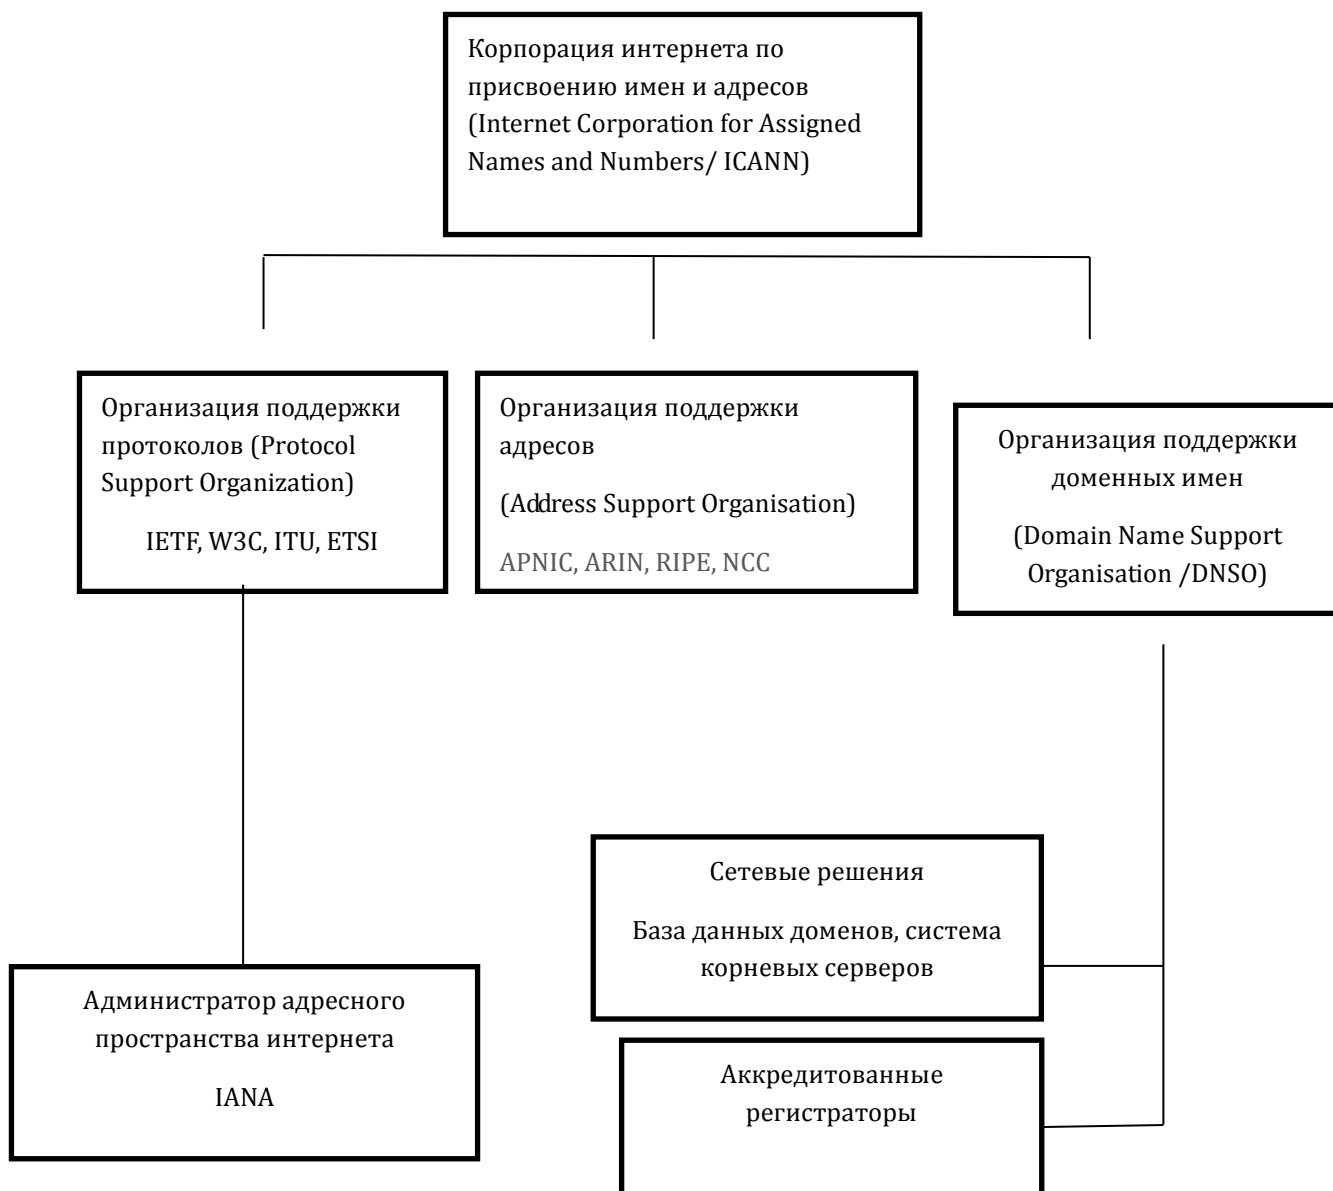 Корпорация интернета по
присвоению имен и адресов
(Internet Corporation for Assigned
Names and Numbers/ ICANN)
Организация поддержки
протоколов (Protocol
Support Organization)
IETF, W3C, ITU, ETSI
Организация поддержки
адресов
(Address Support Organisation)
APNIC, ARIN, RIPE, NCC
Организация поддержки
доменных имен
(Domain Name Support
Organisation /DNSO)
Сетевые решения
База данных доменов, система
корневых серверов
Администратор адресного
пространства интернета
IANA
Аккредитованные
регистраторы